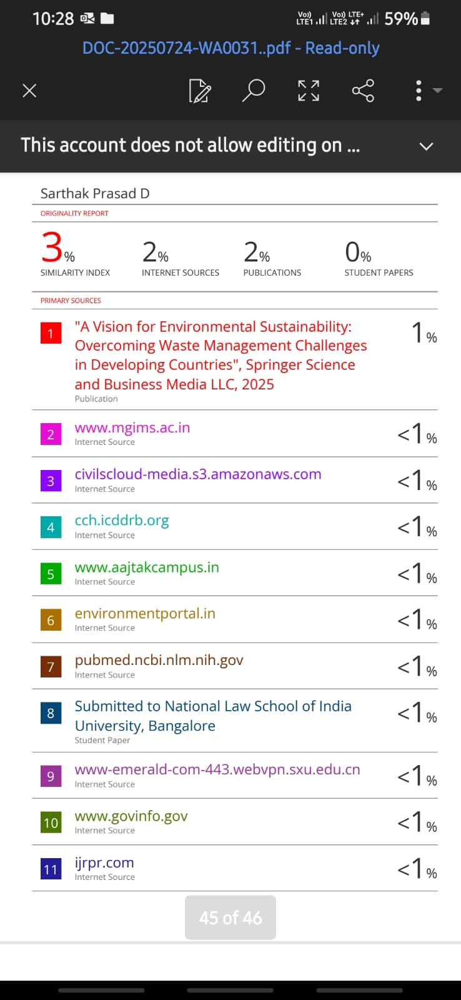 10:28
Vo)) LTE1 Vo)) LTE+ LTE2 59%
DOC-20250724-WA0031..pdf - Read-only
This account does not allow editing on ...
Sarthak Prasad D
ORIGINALITY REPORT
3% 2% 2% 0%
SIMILARITY INDEX INTERNET SOURCES PUBLICATIONS STUDENT PAPERS
PRIMARY SOURCES
1 "A Vision for Environmental Sustainability: 1%
Overcoming Waste Management Challenges
in Developing Countries", Springer Science
and Business Media LLC, 2025
Publication
2 www.mgims.ac.in <1%
Internet Source
3 civilscloud-media.s3.amazonaws.com <1%
Internet Source
4 cch.icddrb.org <1%
Internet Source
5 www.aajtakcampus.in <1%
Internet Source
6 environmentportal.in <1%
Internet Source
7 pubmed.ncbi.nlm.nih.gov <1%
Internet Source
8 Submitted to National Law School of India <1%
University, Bangalore
Student Paper
9 www-emerald-com-443.webvpn.sxu.edu.cn <1%
Internet Source
10 www.govinfo.gov <1%
Internet Source
11 ijrpr.com <1%
Internet Source
45 of 46